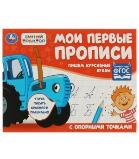 СИНИЙ ТРАКТОР
МОИ ПЕРВЫЕ ПРОПИСИ
ПИШЕМ КУРСИВНЫЕ
БУКВЫ
ФГОС
С ОПОРНЫМИ ТОЧКАМИ